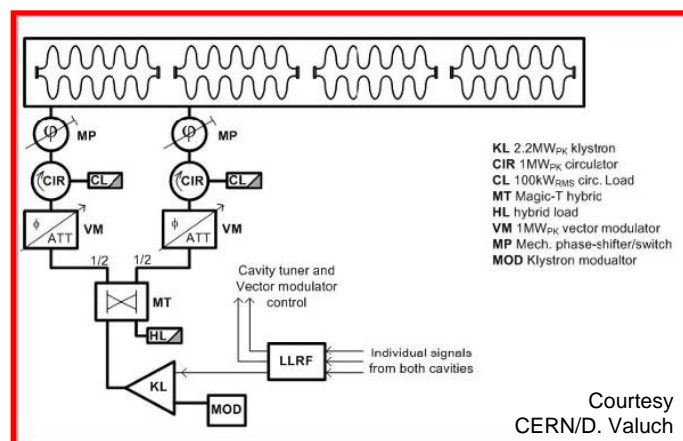 φ MP φ MP
CIR CL CIR CL
ϕ ATT VM ϕ ATT VM
1/2 1/2
MT
HL
KL
MOD
Cavity tuner and
Vector modulator
control
LLRF
Individual signals
from both cavities
KL 2.2MWPK klystron
CIR 1MWPK circulator
CL 100kWRMS circ. Load
MT Magic-T hybrid
HL hybrid load
VM 1MWPK vector modulator
MP Mech. phase-shifter/switch
MOD Klystron modualtor
Courtesy
CERN/D. Valuch